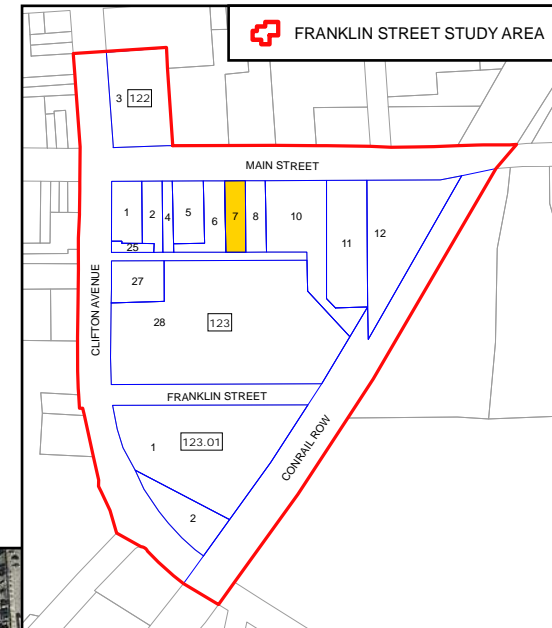 FRANKLIN STREET STUDY AREA
3 122
MAIN STREET
1 2 4 5 6 7 8 10 11 12
25
27
28 123
CLIFTON AVENUE
FRANKLIN STREET
1 123.01
CONRAIL ROW
2